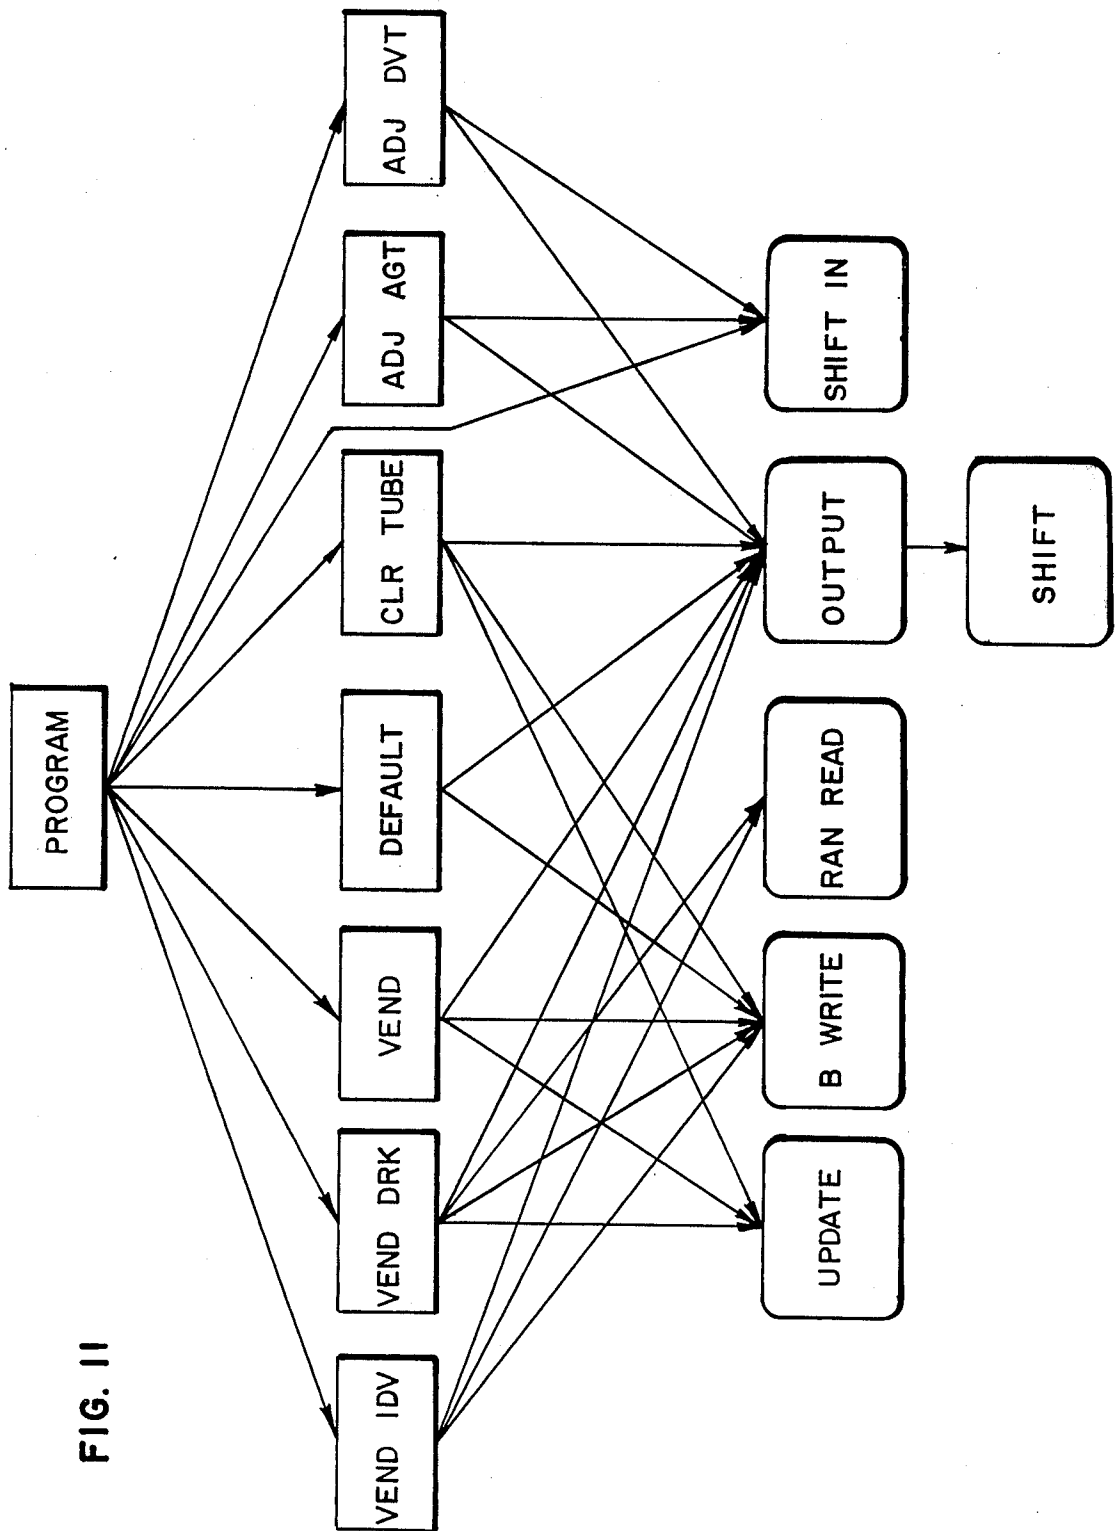 FIG. 11
PROGRAM
VEND IDV
VEND DRK
VEND
DEFAULT
CLR TUBE
ADJ AGT
ADJ DVT
UPDATE
B WRITE
RAN READ
OUTPUT
SHIFT IN
SHIFT